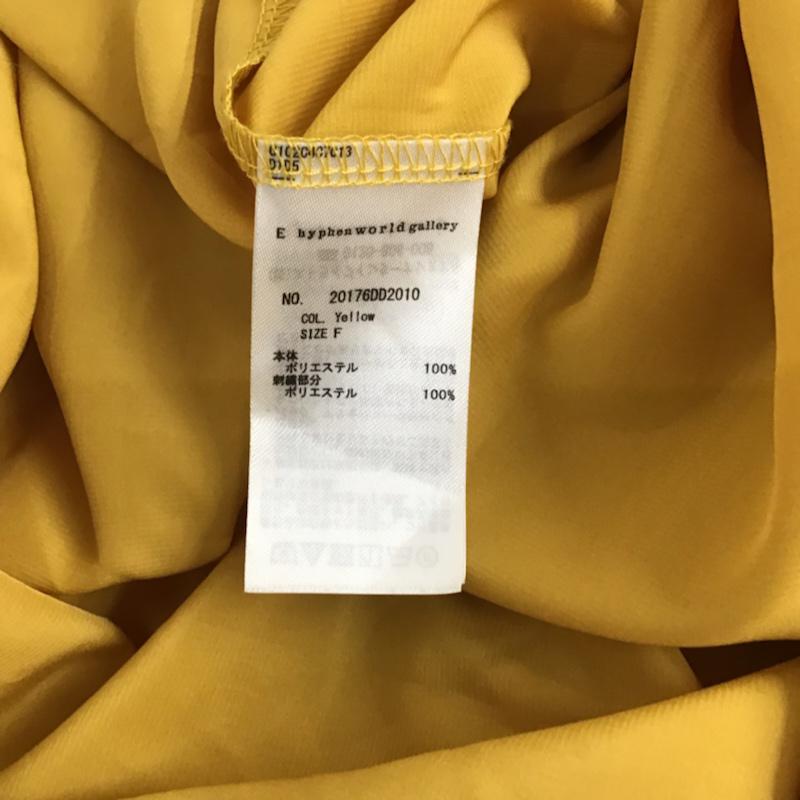 E hyphen world gallery
NO. 20176DD2010
COL. Yellow
SIZE F
本体
ポリエステル 100%
刺繍部分
ポリエステル 100%